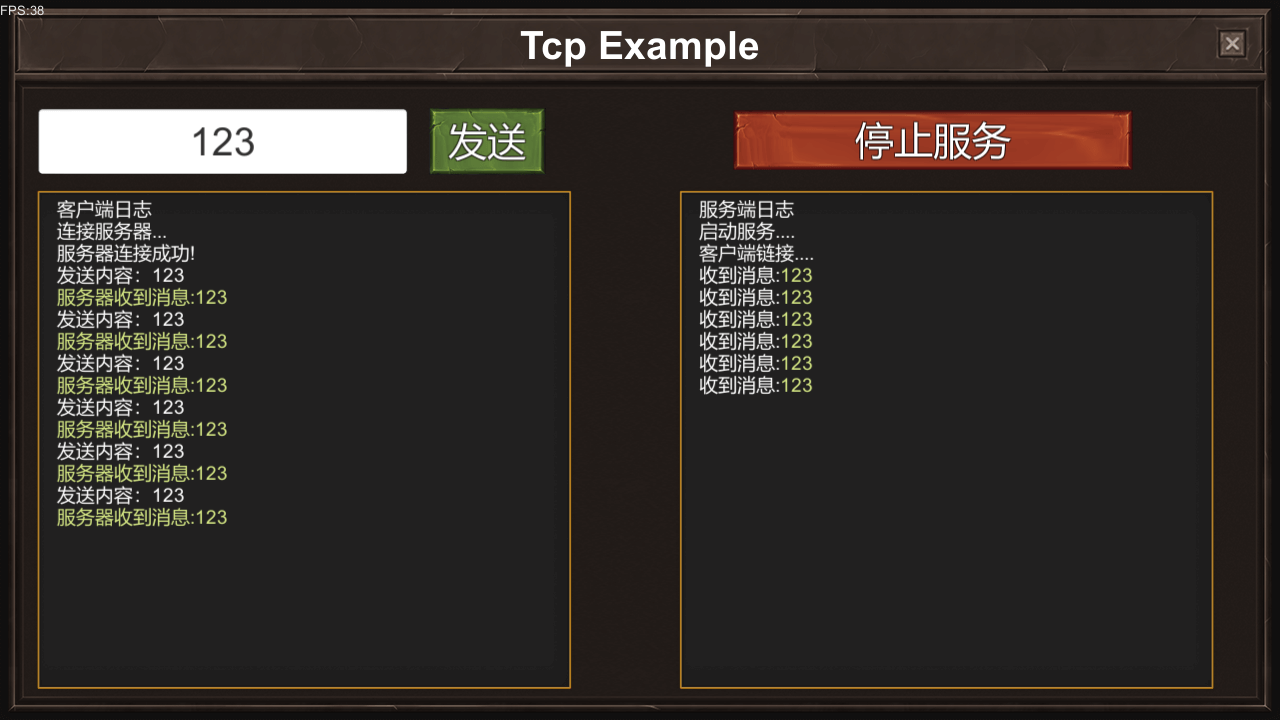 FPS:38
Tcp Example
123
发送
停止服务
客户端日志
连接服务器...
服务器连接成功!
发送内容：123
服务器收到消息:123
发送内容：123
服务器收到消息:123
发送内容：123
服务器收到消息:123
发送内容：123
服务器收到消息:123
发送内容：123
服务器收到消息:123
发送内容：123
服务器收到消息:123
服务端日志
启动服务....
客户端链接....
收到消息:123
收到消息:123
收到消息:123
收到消息:123
收到消息:123
收到消息:123